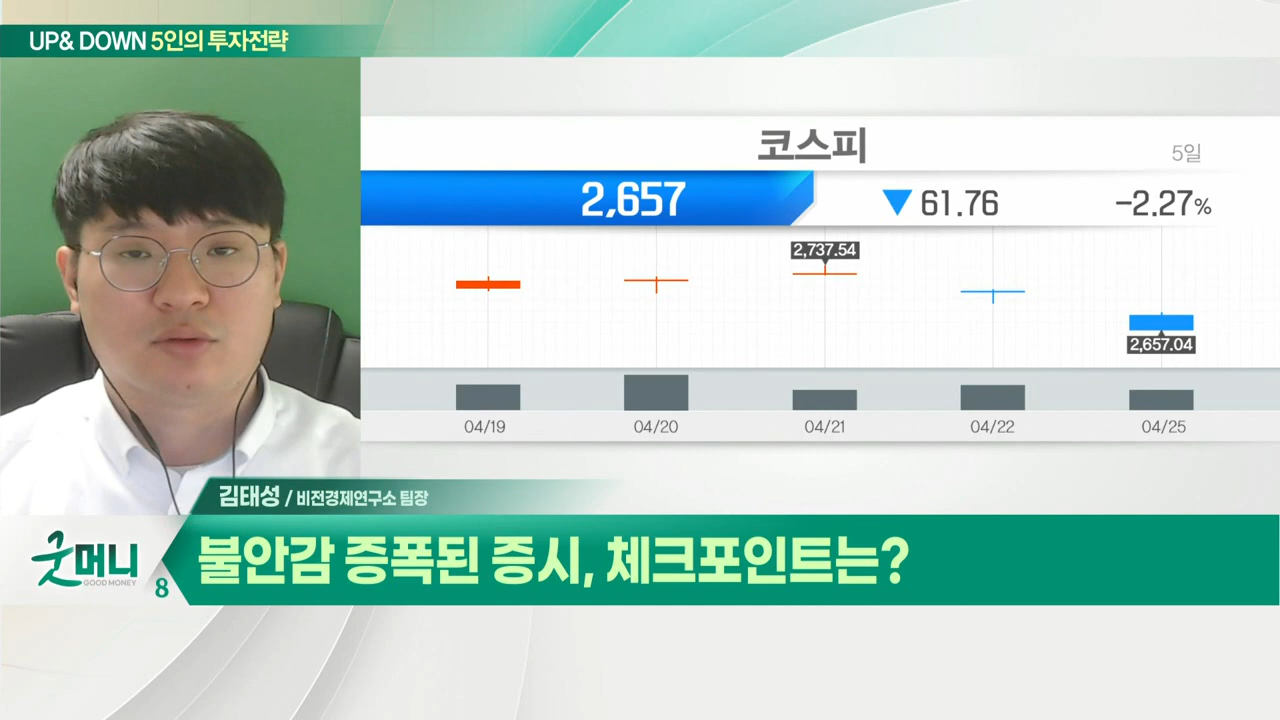 UP& DOWN 5인의 투자전략
코스피
5일
2,657 ▼ 61.76 -2.27%
2,737.54
2,657.04
04/19 04/20 04/21 04/22 04/25
김태성 / 비전경제연구소 팀장
굿머니
GOOD MONEY
8
불안감 증폭된 증시, 체크포인트는?